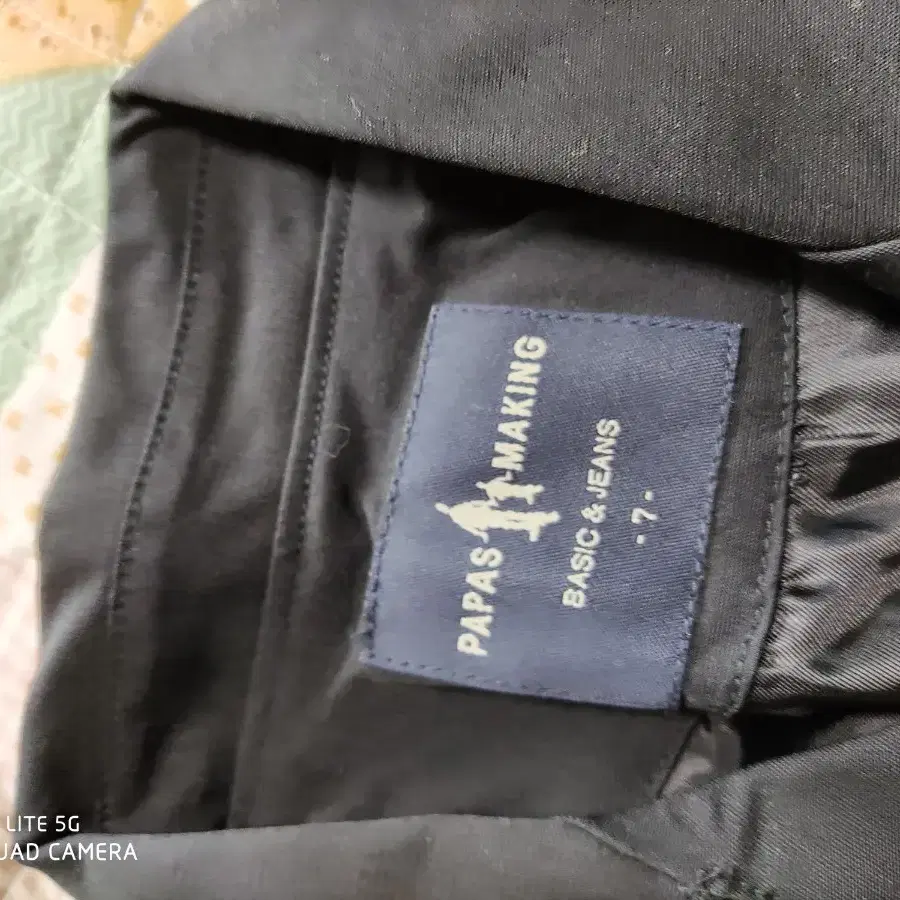 PAPAS MAKING
BASIC & JEANS
- 7 -
LITE 5G
UAD CAMERA